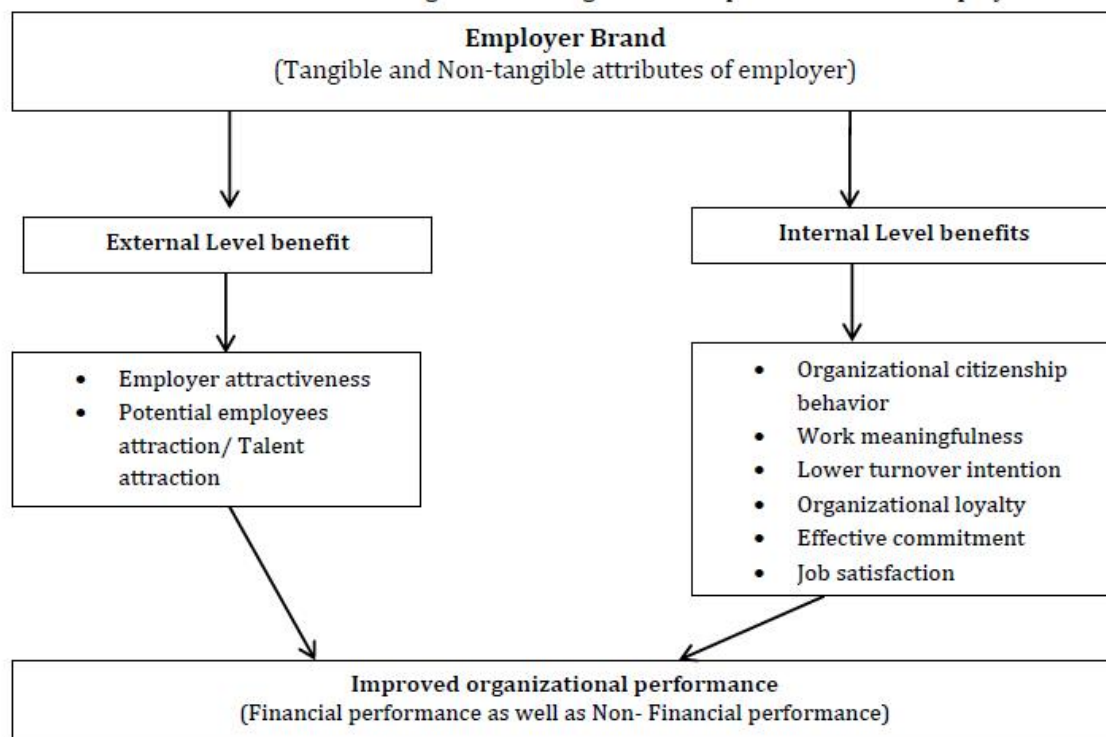 Employer Brand
(Tangible and Non-tangible attributes of employer)
External Level benefit
Internal Level benefits
• Employer attractiveness
• Potential employees
attraction/ Talent
attraction
• Organizational citizenship
behavior
• Work meaningfulness
• Lower turnover intention
• Organizational loyalty
• Effective commitment
• Job satisfaction
Improved organizational performance
(Financial performance as well as Non- Financial performance)